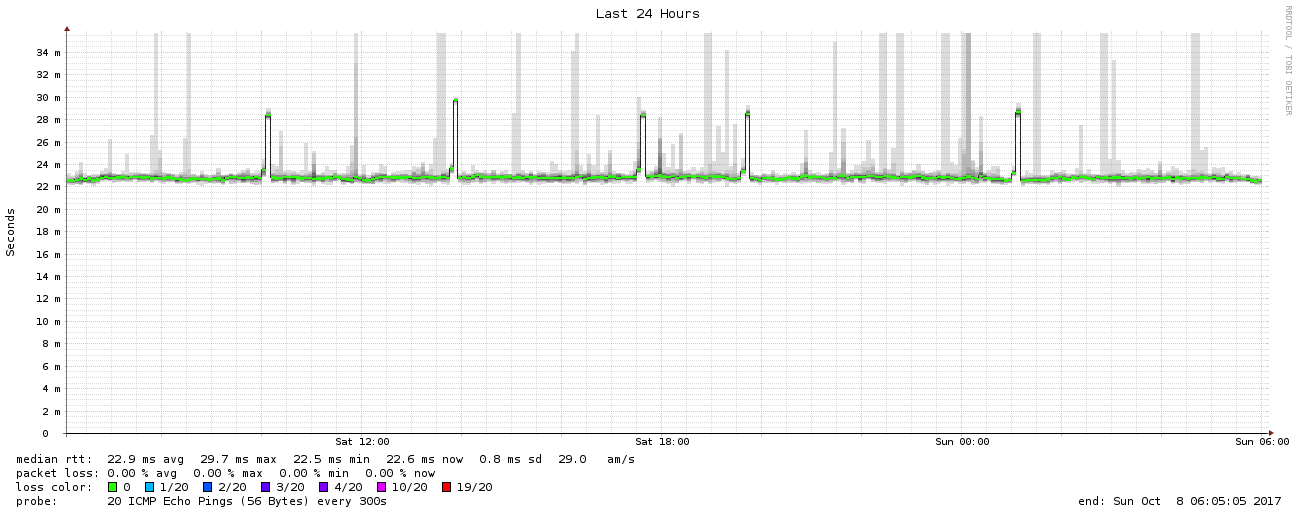 Last 24 Hours
RRDTOOL / TOBI OETIKER
34 m
32 m
30 m
28 m
26 m
24 m
22 m
20 m
18 m
16 m
14 m
12 m
10 m
8 m
6 m
4 m
2 m
0
Seconds
Sat 12:00 Sat 18:00 Sun 00:00 Sun 06:00
median rtt: 22.9 ms avg 29.7 ms max 22.5 ms min 22.6 ms now 0.8 ms sd 29.0 am/s
packet loss: 0.00 % avg 0.00 % max 0.00 % min 0.00 % now
loss color: 0 1/20 2/20 3/20 4/20 10/20 19/20
probe: 20 ICMP Echo Pings (56 Bytes) every 300s end: Sun Oct 8 06:05:05 2017